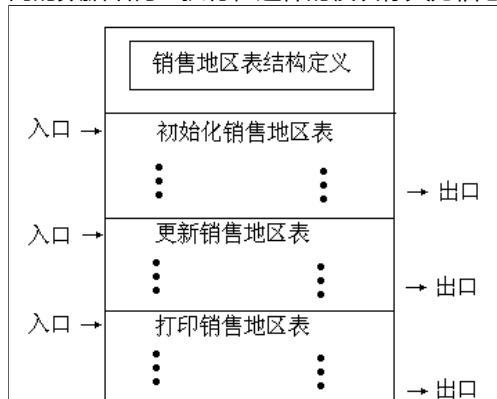 销售地区表结构定义
入口 → 初始化销售地区表
→ 出口
入口 → 更新销售地区表
→ 出口
入口 → 打印销售地区表
→ 出口